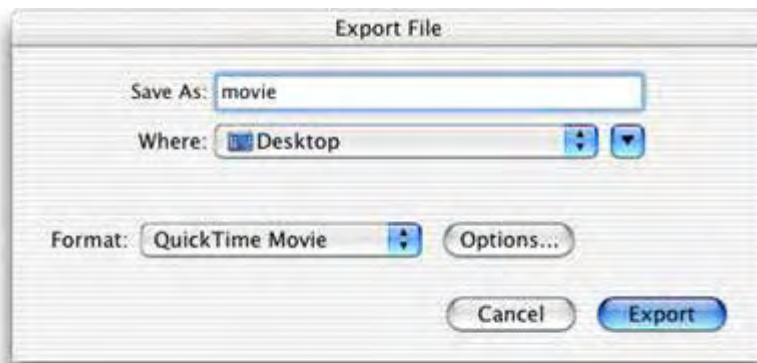 Export File
Save As: movie
Where: Desktop
Format: QuickTime Movie Options...
Cancel Export